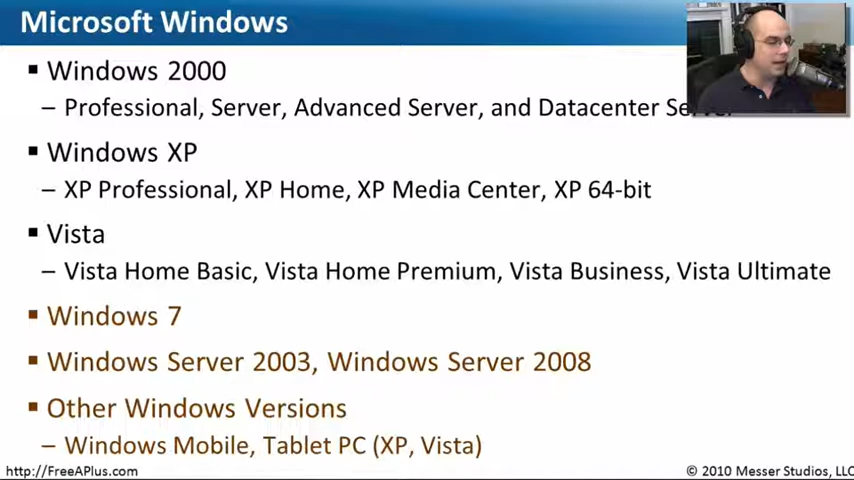 Microsoft Windows
▪ Windows 2000
– Professional, Server, Advanced Server, and Datacenter
▪ Windows XP
– XP Professional, XP Home, XP Media Center, XP 64-bit
▪ Vista
– Vista Home Basic, Vista Home Premium, Vista Business, Vista Ultimate
▪ Windows 7
▪ Windows Server 2003, Windows Server 2008
▪ Other Windows Versions
– Windows Mobile, Tablet PC (XP, Vista)
http://FreeAPlus.com
© 2010 Messer Studios, LLC